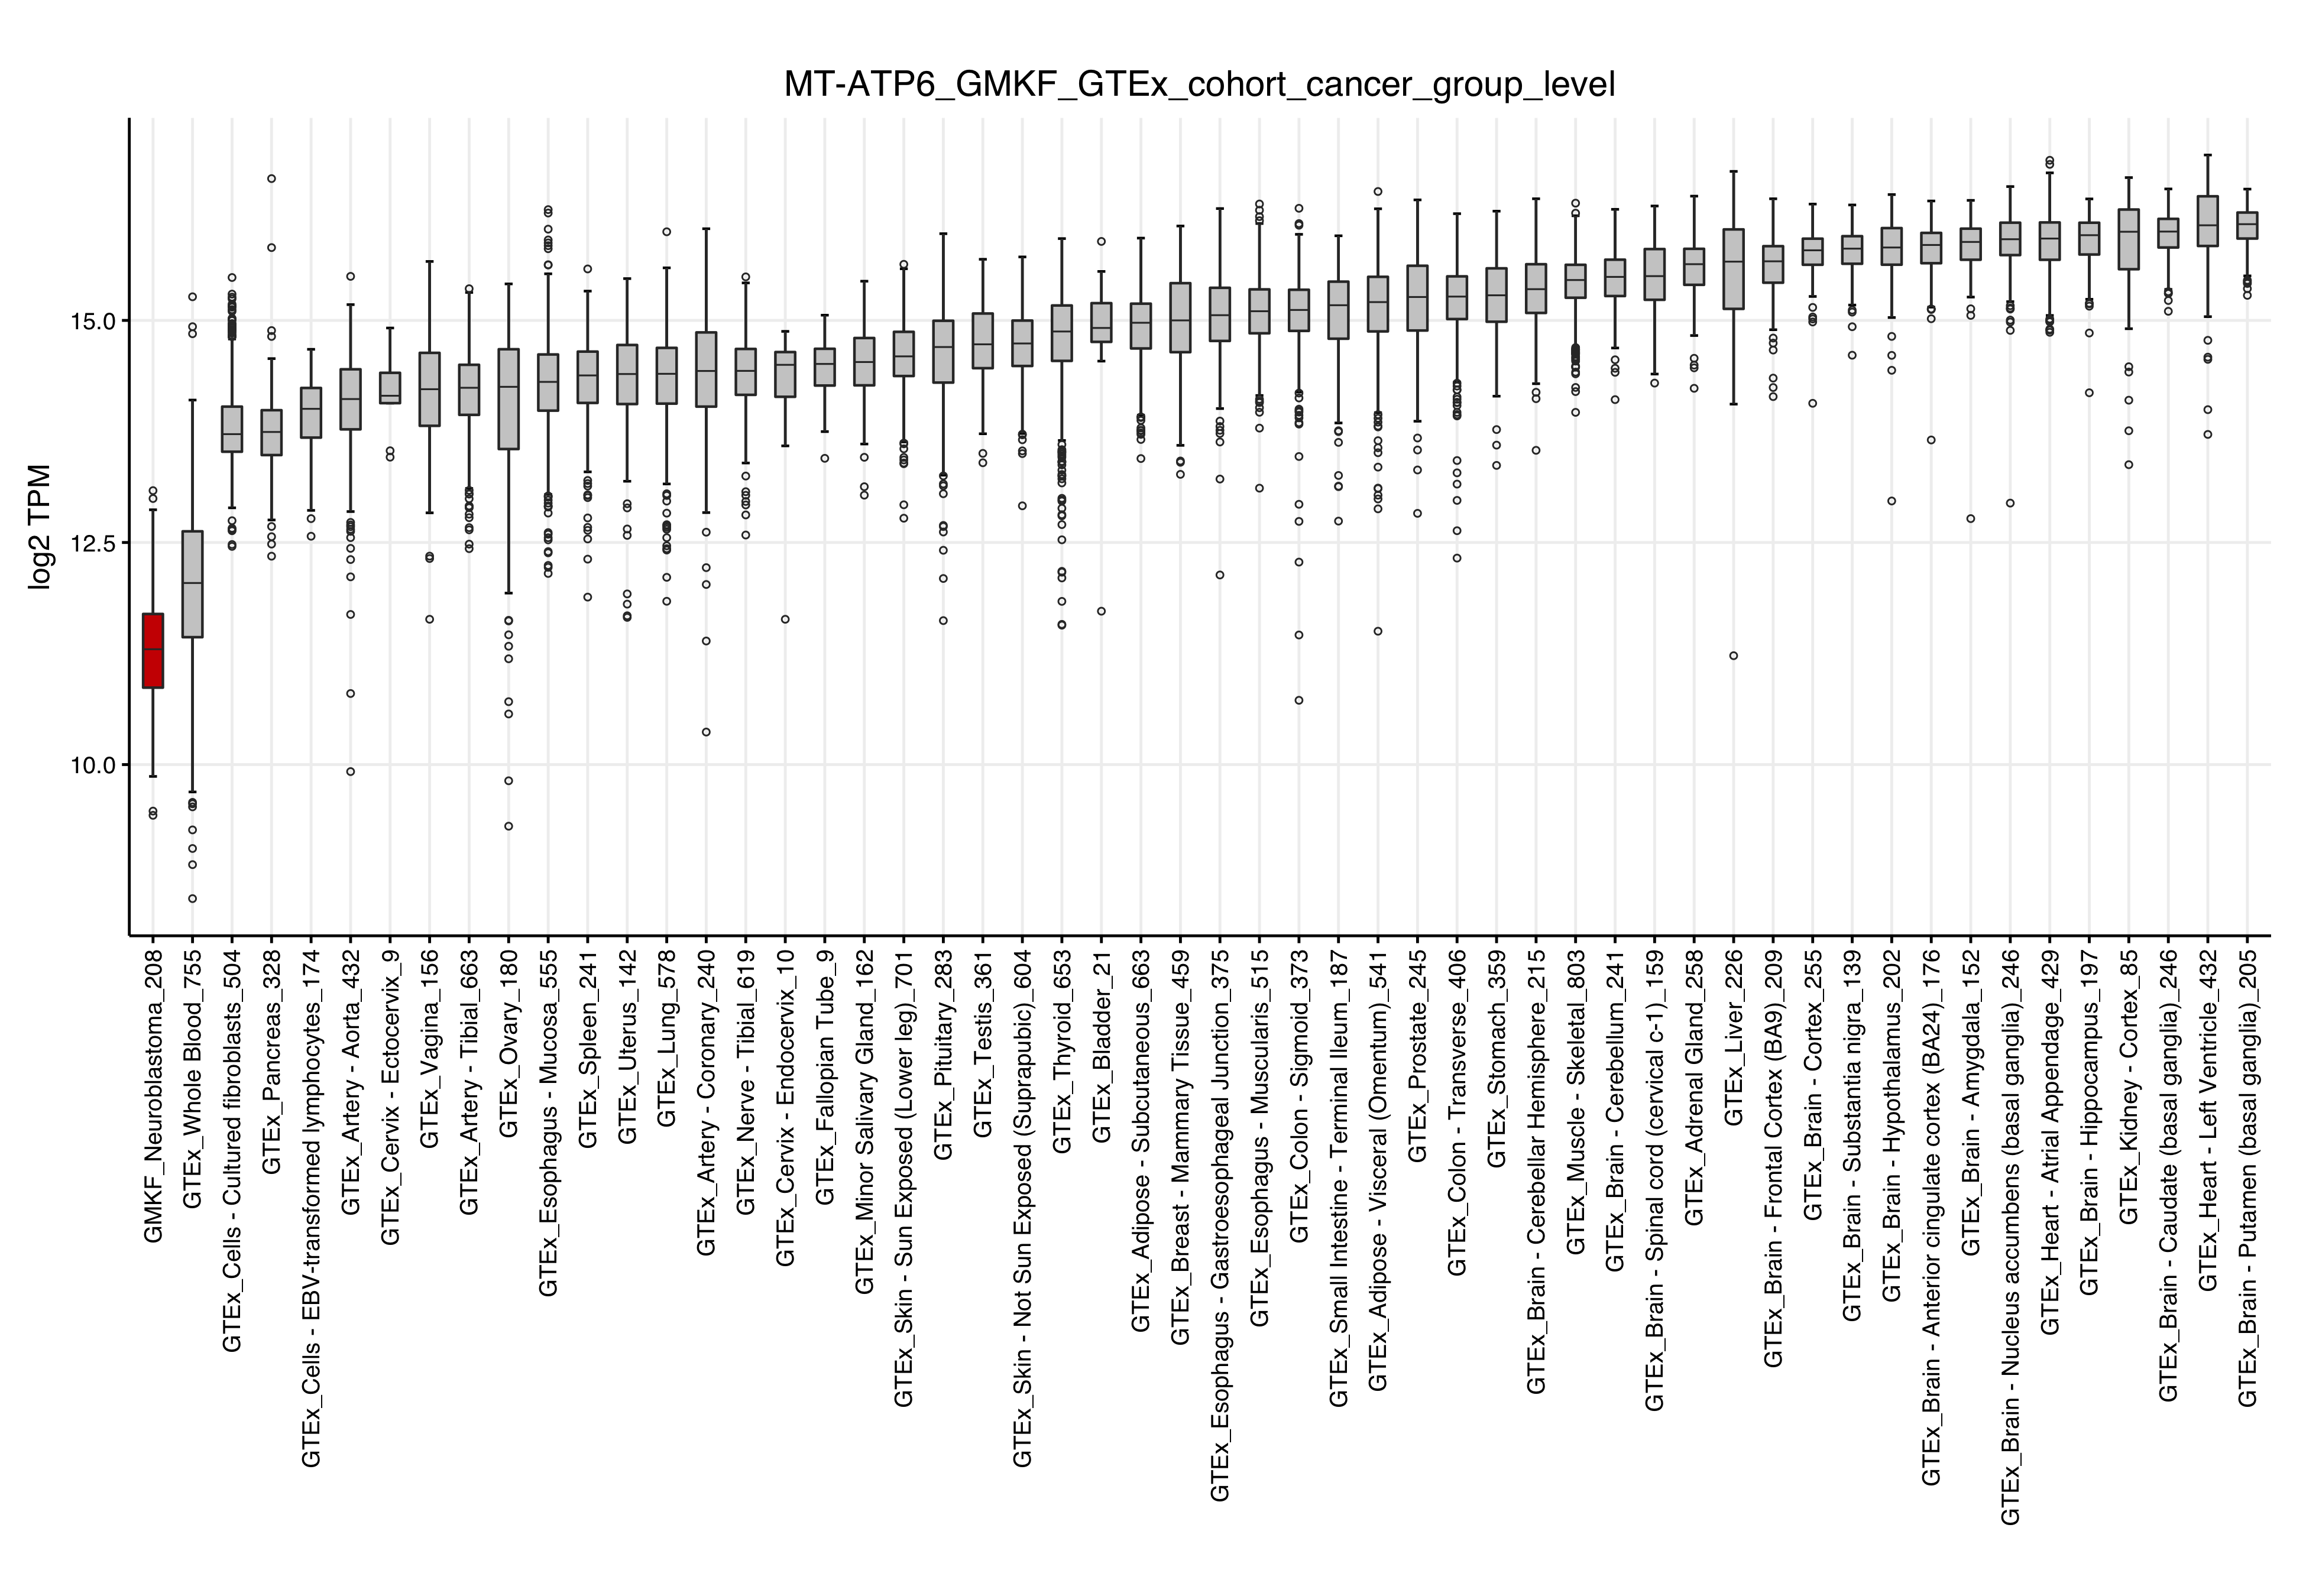 MT-ATP6_GMKF_GTEx_cohort_cancer_group_level
log2 TPM
15.0
12.5
10.0
GMKF_Neuroblastoma_208
GTEx_Whole Blood_755
GTEx_Cells - Cultured fibroblasts_504
GTEx_Pancreas_328
GTEx_Cells - EBV-transformed lymphocytes_174
GTEx_Artery - Aorta_432
GTEx_Cervix - Ectocervix_9
GTEx_Vagina_156
GTEx_Artery - Tibial_663
GTEx_Ovary_180
GTEx_Esophagus - Mucosa_555
GTEx_Spleen_241
GTEx_Uterus_142
GTEx_Lung_578
GTEx_Artery - Coronary_240
GTEx_Nerve - Tibial_619
GTEx_Cervix - Endocervix_10
GTEx_Fallopian Tube_9
GTEx_Minor Salivary Gland_162
GTEx_Skin - Sun Exposed (Lower leg)_701
GTEx_Pituitary_283
GTEx_Testis_361
GTEx_Skin - Not Sun Exposed (Suprapubic)_604
GTEx_Thyroid_653
GTEx_Bladder_21
GTEx_Adipose - Subcutaneous_663
GTEx_Breast - Mammary Tissue_459
GTEx_Esophagus - Gastroesophageal Junction_375
GTEx_Esophagus - Muscularis_515
GTEx_Colon - Sigmoid_373
GTEx_Small Intestine - Terminal Ileum_187
GTEx_Adipose - Visceral (Omentum)_541
GTEx_Prostate_245
GTEx_Colon - Transverse_406
GTEx_Stomach_359
GTEx_Brain - Cerebellar Hemisphere_215
GTEx_Muscle - Skeletal_803
GTEx_Brain - Cerebellum_241
GTEx_Brain - Spinal cord (cervical c-1)_159
GTEx_Adrenal Gland_258
GTEx_Liver_226
GTEx_Brain - Frontal Cortex (BA9)_209
GTEx_Brain - Cortex_255
GTEx_Brain - Substantia nigra_139
GTEx_Brain - Hypothalamus_202
GTEx_Brain - Anterior cingulate cortex (BA24)_176
GTEx_Brain - Amygdala_152
GTEx_Brain - Nucleus accumbens (basal ganglia)_246
GTEx_Heart - Atrial Appendage_429
GTEx_Brain - Hippocampus_197
GTEx_Kidney - Cortex_85
GTEx_Brain - Caudate (basal ganglia)_246
GTEx_Heart - Left Ventricle_432
GTEx_Brain - Putamen (basal ganglia)_205